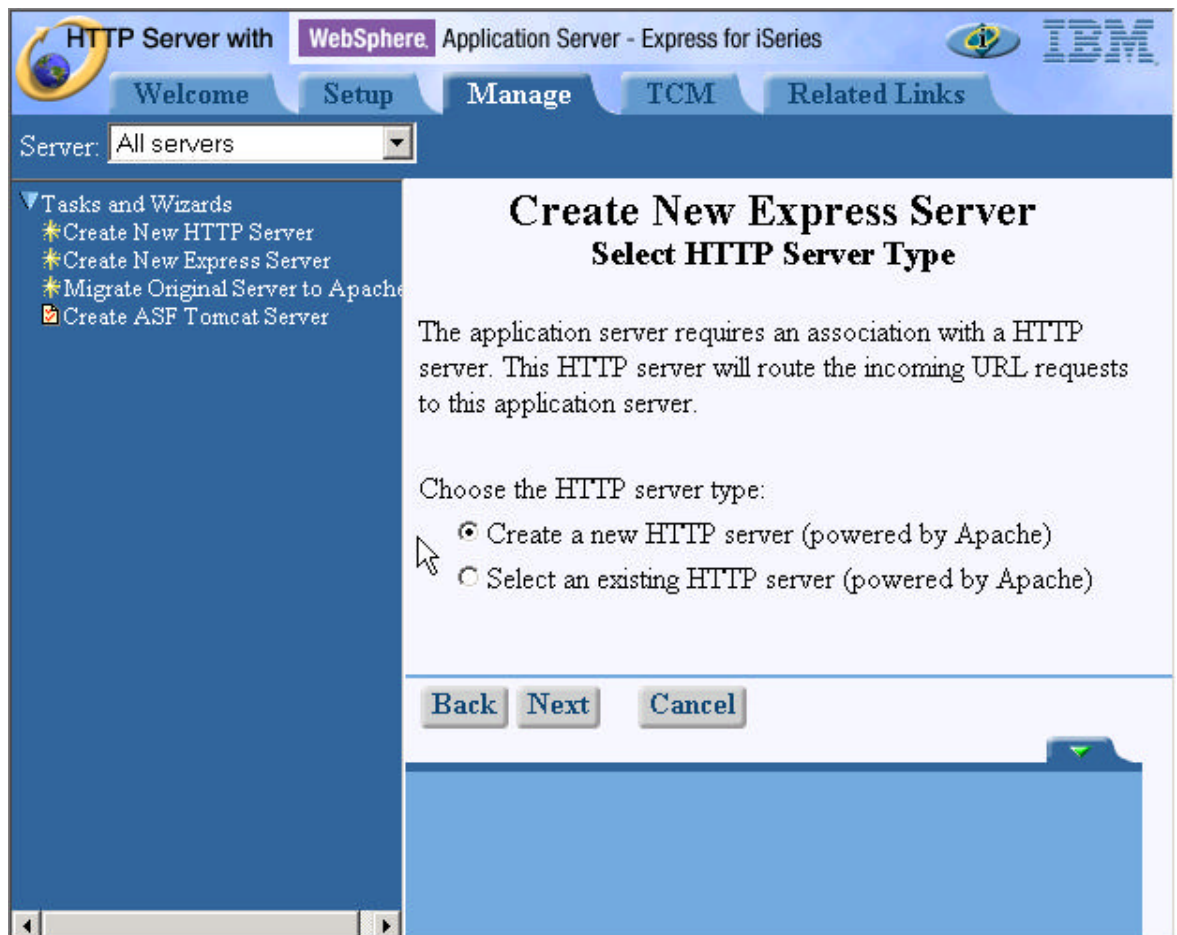 HTTP Server with WebSphere. Application Server - Express for iSeries IBM
Welcome Setup Manage TCM Related Links
Server: All servers
Tasks and Wizards
Create New HTTP Server
Create New Express Server
Migrate Original Server to Apache
Create ASF Tomcat Server
Create New Express Server
Select HTTP Server Type
The application server requires an association with a HTTP
server. This HTTP server will route the incoming URL requests
to this application server.
Choose the HTTP server type:
Create a new HTTP server (powered by Apache)
Select an existing HTTP server (powered by Apache)
Back Next Cancel